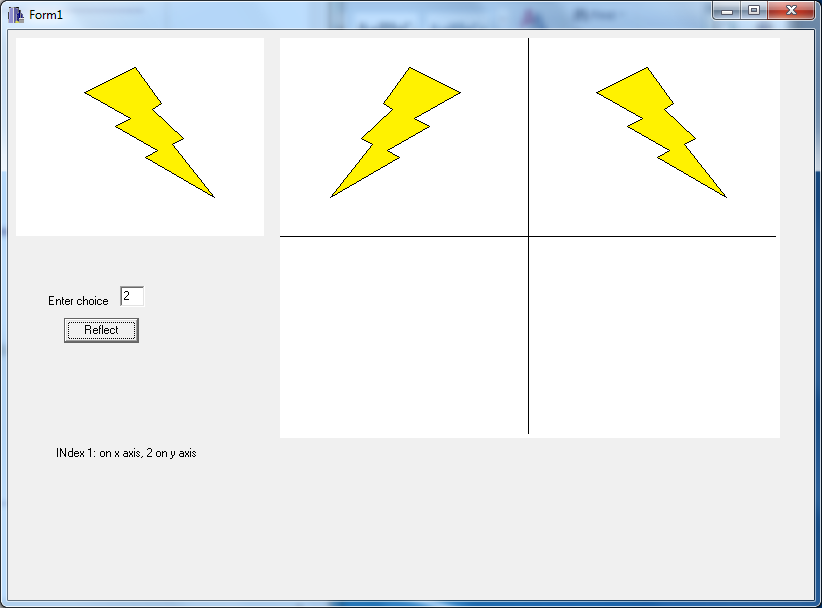 Form1
Enter choice 2
Reflect
INdex 1: on x axis, 2 on y axis